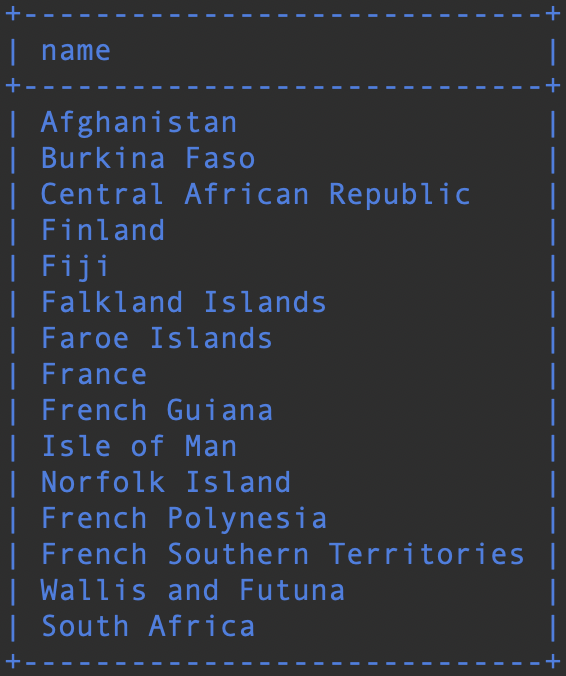 +-----------------------------+
| name                        |
+-----------------------------+
| Afghanistan                 |
| Burkina Faso                |
| Central African Republic    |
| Finland                     |
| Fiji                        |
| Falkland Islands            |
| Faroe Islands               |
| France                      |
| French Guiana               |
| Isle of Man                 |
| Norfolk Island              |
| French Polynesia            |
| French Southern Territories |
| Wallis and Futuna           |
| South Africa                |
+-----------------------------+